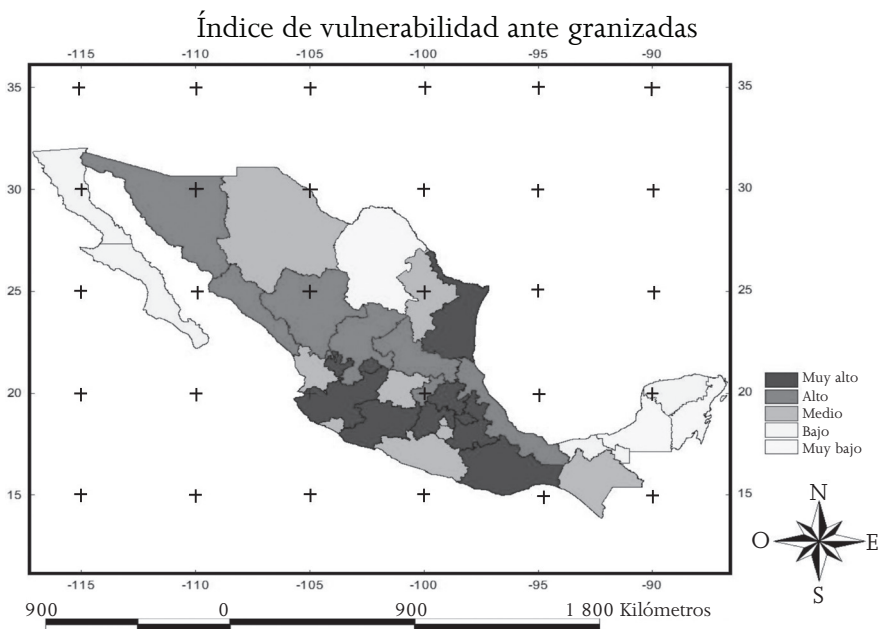 Índice de vulnerabilidad ante granizadas
-115 -110 -105 -100 -95 -90
35 35
30 30
25 25
20 20
15 15
-115 -110 -105 -100 -95 -90
Muy alto
Alto
Medio
Bajo
Muy bajo
N
O E
S
900 0 900 1 800 Kilómetros